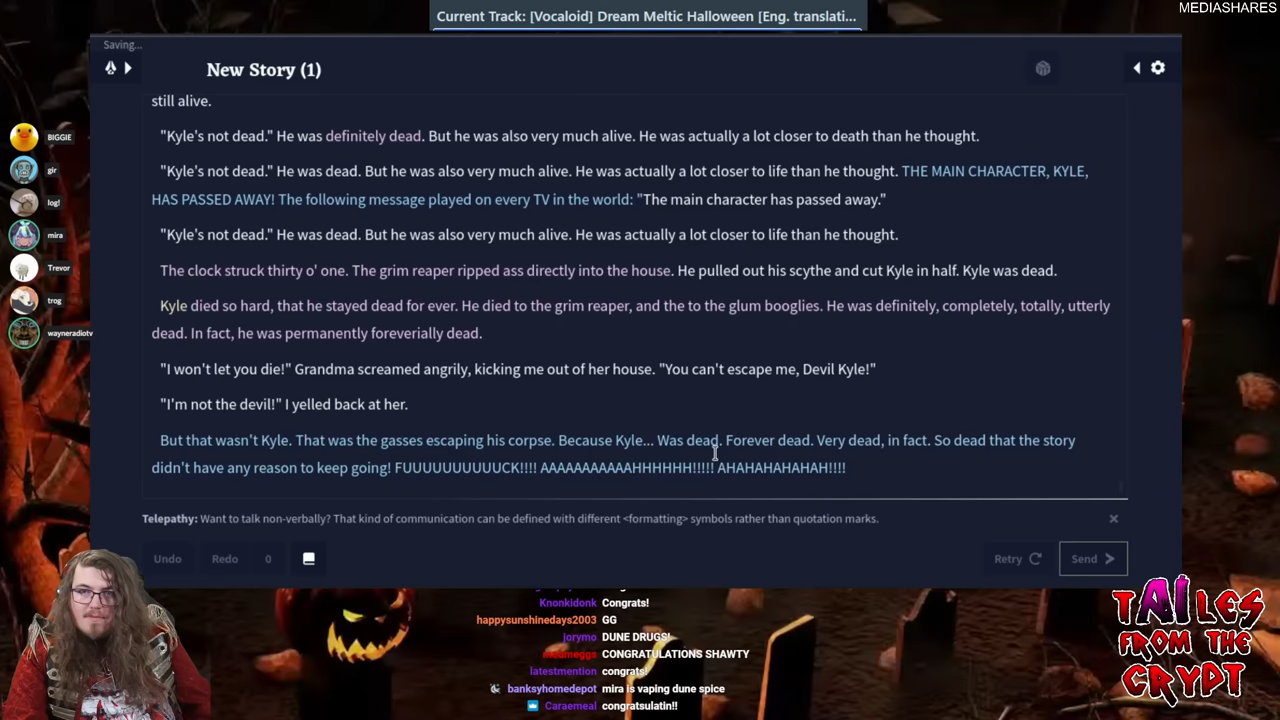 MEDIASHARES
Current Track: [Vocaloid] Dream Meltic Halloween [Eng. translati...
Saving...
New Story (1)
still alive.
"Kyle's not dead." He was definitely dead. But he was also very much alive. He was actually a lot closer to death than he thought.
"Kyle's not dead." He was dead. But he was also very much alive. He was actually a lot closer to life than he thought. THE MAIN CHARACTER, KYLE,
HAS PASSED AWAY! The following message played on every TV in the world: "The main character has passed away."
"Kyle's not dead." He was dead. But he was also very much alive. He was actually a lot closer to life than he thought.
The clock struck thirty o' one. The grim reaper ripped ass directly into the house. He pulled out his scythe and cut Kyle in half. Kyle was dead.
Kyle died so hard, that he stayed dead for ever. He died to the grim reaper, and the to the glum booglies. He was definitely, completely, totally, utterly
dead. In fact, he was permanently foreverially dead.
"I won't let you die!" Grandma screamed angrily, kicking me out of her house. "You can't escape me, Devil Kyle!"
"I'm not the devil!" I yelled back at her.
But that wasn't Kyle. That was the gasses escaping his corpse. Because Kyle... Was dead. Forever dead. Very dead, in fact. So dead that the story
didn't have any reason to keep going! FUUUUUUUUUUCK!!!! AAAAAAAAAAAHHHHHH!!!!! AHAHAHAHAHAH!!!!
Telepathy: Want to talk non-verbally? That kind of communication can be defined with different <formatting> symbols rather than quotation marks.
Undo
Redo
0
Retry
Send
BIGGIE
gir
log!
mira
Trevor
trog
wayneradiotv
Knonkidonk Congrats!
happysunshinedays2003 GG
jorymo DUNE DRUGS!
CONGRATULATIONS SHAWTY
latestmention congrats!
banksyhomedepot mira is vaping dune spice
Caraemeal congratsulatin!!
TAILES
FROM THE
CRYPT